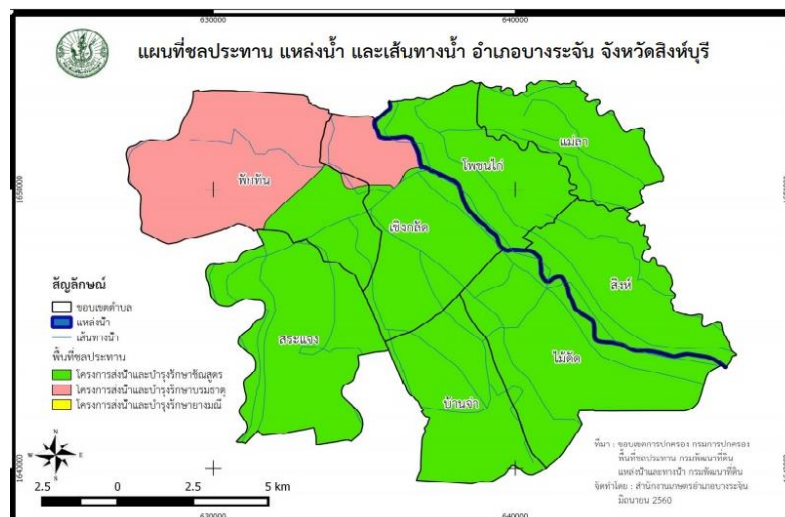 630000
640000
แผนที่ชลประทาน แหล่งน้ำ และเส้นทางน้ำ อำเภอบางระจัน จังหวัดสิงห์บุรี
แม่ลา
โพชนไก่
พักทัน
1650000
เชิงกลัด
สิงห์
สระแจง
ไม้ดัด
บ้านจ่า
สัญลักษณ์
ขอบเขตตำบล
แหล่งน้ำ
เส้นทางน้ำ
พื้นที่ชลประทาน
โครงการส่งน้ำและบำรุงรักษาชัณสูตร
โครงการส่งน้ำและบำรุงรักษาบรมธาตุ
โครงการส่งน้ำและบำรุงรักษายางมณี
N
W
E
S
1640000
2.5
0
2.5
5 km
ที่มา : ขอบเขตการปกครอง กรมการปกครอง
พื้นที่ชลประทาน กรมพัฒนาที่ดิน
แหล่งน้ำและทางน้ำ กรมพัฒนาที่ดิน
จัดทำโดย : สำนักงานเกษตรอำเภอบางระจัน
มิถุนายน 2560
630000
640000